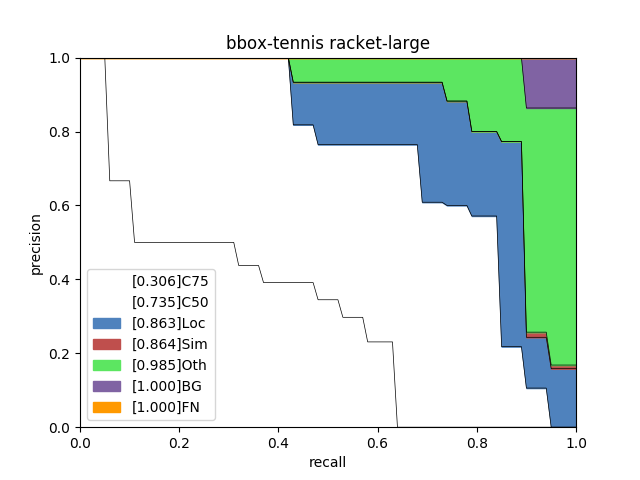 bbox-tennis racket-large
1.0
0.8
0.6
0.4
0.2
0.0
precision
[0.306]C75
[0.735]C50
[0.863]Loc
[0.864]Sim
[0.985]Oth
[1.000]BG
[1.000]FN
0.0 0.2 0.4 0.6 0.8 1.0
recall